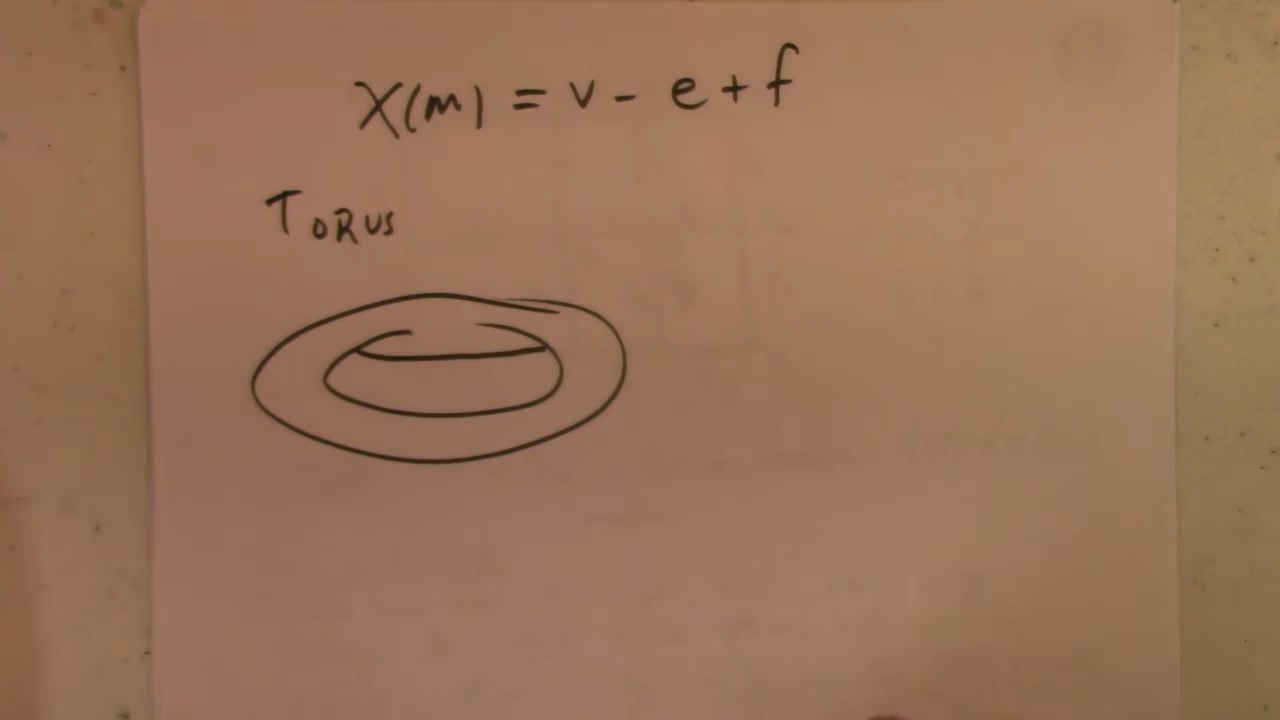 X(m) = v - e + f
TORUS